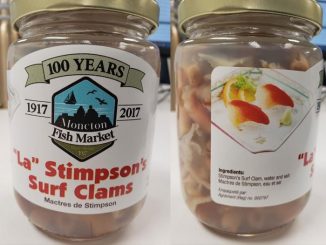 100 YEARS
1917 2017
Moncton
Fish Market
"La" Stimpson's
Surf Clams
Mactres de Stimpson
Ingredients:
Stimpson's Surf Clam, water and salt
Mactres de Stimpson, eau et sel
"La
S